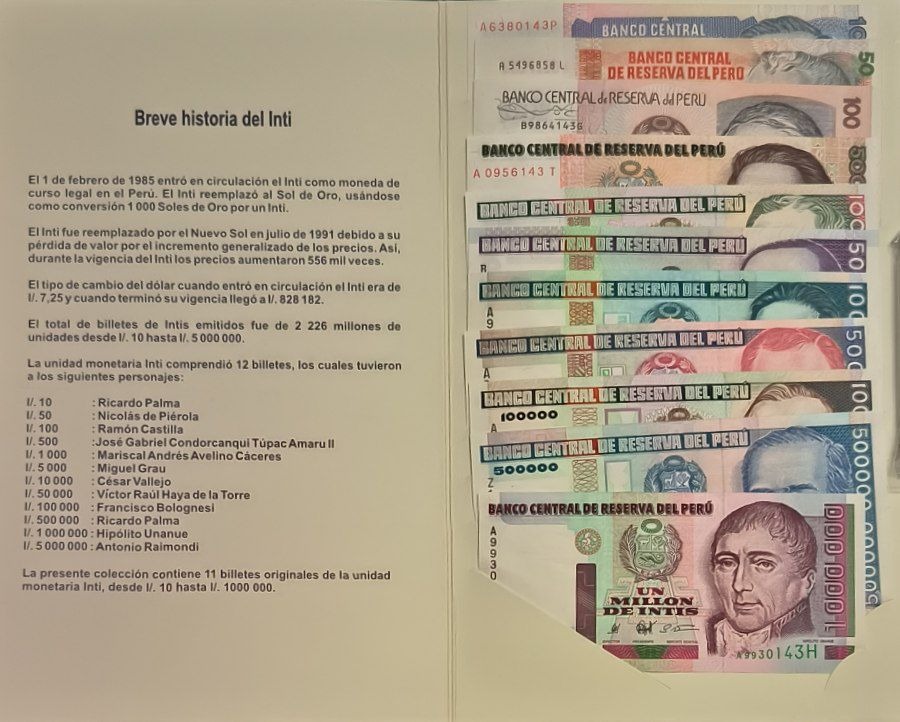 Breve historia del Inti
El 1 de febrero de 1985 entró en circulación el Inti como moneda de
curso legal en el Perú. El Inti reemplazó al Sol de Oro, usándose
como conversión 1 000 Soles de Oro por un Inti.
El Inti fue reemplazado por el Nuevo Sol en julio de 1991 debido a su
pérdida de valor por el incremento generalizado de los precios. Así,
durante la vigencia del Inti los precios aumentaron 556 mil veces.
El tipo de cambio del dólar cuando entró en circulación el Inti era de
I/. 7,25 y cuando terminó su vigencia llegó a I/. 828 182.
El total de billetes de Intis emitidos fue de 2 226 millones de
unidades desde I/. 10 hasta I/. 5 000 000.
La unidad monetaria Inti comprendió 12 billetes, los cuales tuvieron
a los siguientes personajes:
I/. 10 : Ricardo Palma
I/. 50 : Nicolás de Piérola
I/. 100 : Ramón Castilla
I/. 500 :José Gabriel Condorcanqui Túpac Amaru II
I/. 1 000 : Mariscal Andrés Avelino Cáceres
I/. 5 000 : Miguel Grau
I/. 10 000 : César Vallejo
I/. 50 000 : Víctor Raúl Haya de la Torre
I/. 100 000 : Francisco Bolognesi
I/. 500 000 : Ricardo Palma
I/. 1 000 000 : Hipólito Unanue
I/. 5 000 000 : Antonio Raimondi
La presente colección contiene 11 billetes originales de la unidad
monetaria Inti, desde I/. 10 hasta I/. 1000 000.
A6380143P BANCO CENTRAL 10
BANCO CENTRAL 50
A 5496858 L DE RESERVA DEL PERÚ
BANCO CENTRAL de RESERVA del PERÚ 100
B9864143G
BANCO CENTRAL DE RESERVA DEL PERÚ 500
A 0956143 T
BANCO CENTRAL DE RESERVA DEL PERÚ 100
BANCO CENTRAL DE RESERVA DEL PERÚ 50
BANCO CENTRAL DE RESERVA DEL PERÚ 10
A
9
BANCO CENTRAL DE RESERVA DEL PERÚ 500
A
BANCO CENTRAL DE RESERVA DEL PERÚ 100
100000
A
BANCO CENTRAL DE RESERVA DEL PERÚ 500000
500000
Z
BANCO CENTRAL DE RESERVA DEL PERÚ
A9930
UN
MILLON
DE INTIS
HIPOLITO UNANUE
A9930143H